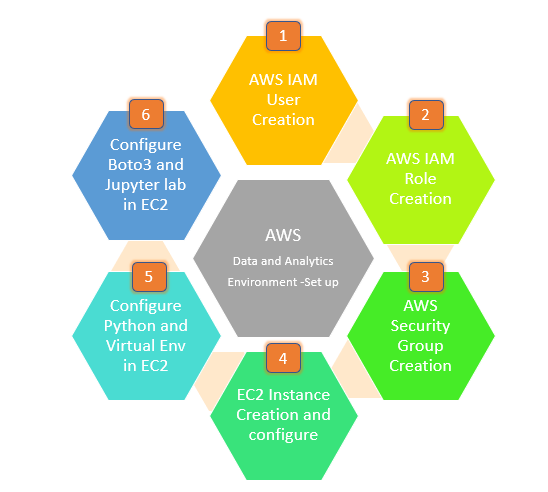 1
AWS IAM
User
Creation
2
AWS IAM
Role
Creation
3
AWS
Security
Group
Creation
4
EC2 Instance
Creation and
configure
5
Configure
Python and
Virtual Env
in EC2
6
Configure
Boto3 and
Jupyter lab
in EC2
AWS
Data and Analytics
Environment -Set up